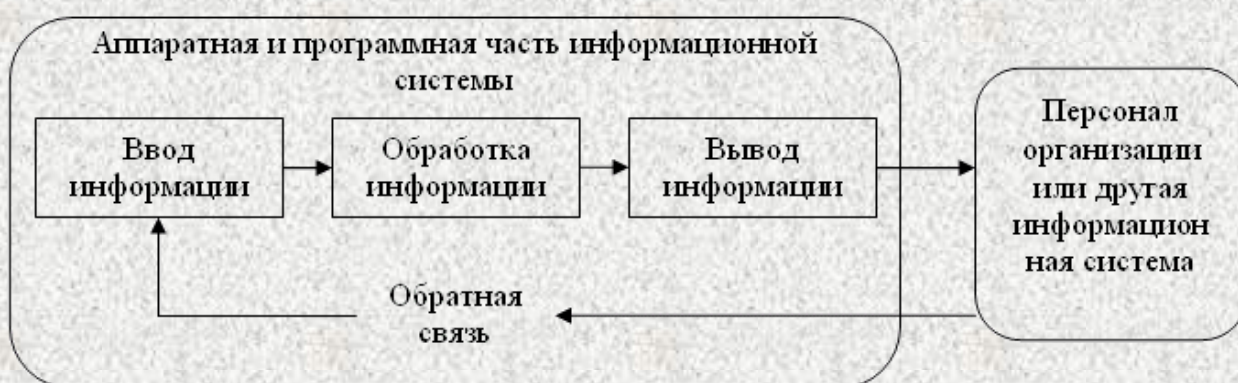 Аппаратная и программная часть информационной
системы
Ввод
информации
Обработка
информации
Вывод
информации
Персонал
организации
или другая
информацион
ная система
Обратная
связь